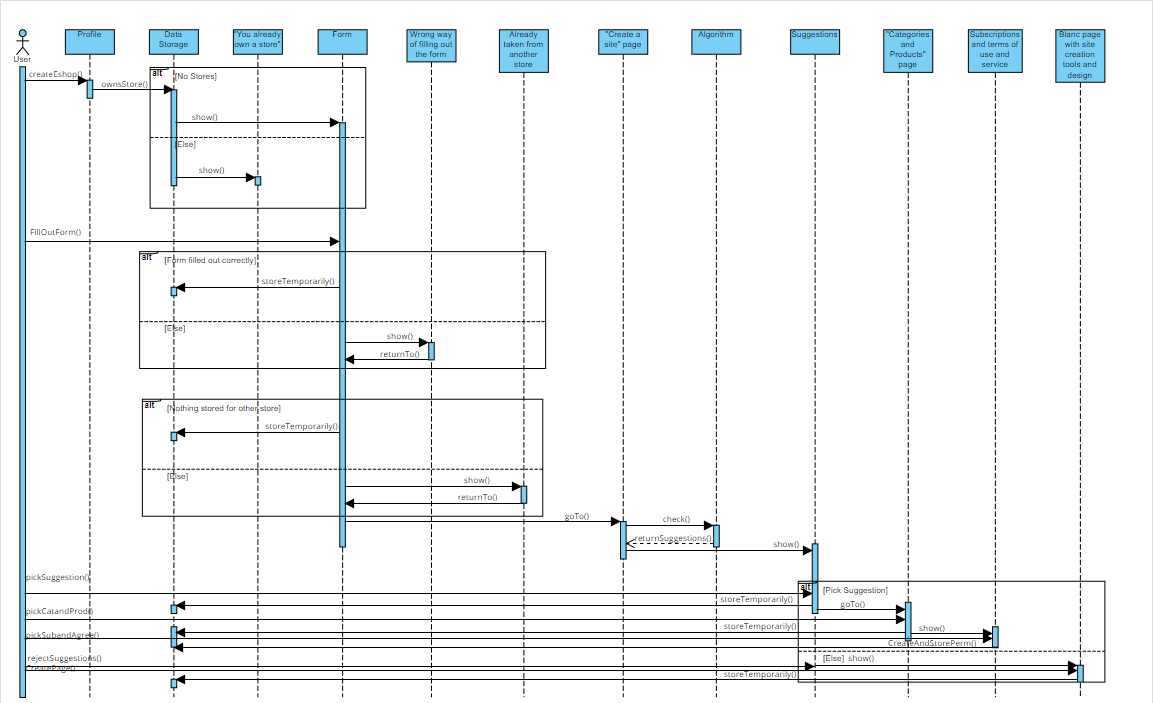 User
Profile
Data
Storage
"You already
own a store"
Form
Wrong way
of filling out
the form
Already
taken from
another
store
"Create a
site" page
Algorithm
Suggestions
"Categories
and
Products"
page
Subscriptions
and terms of
use and
service
Blanc page
with site
creation
tools and
design
createEshop()
alt
[No Stores]
ownsStore()
show()
[Else]
show()
FillOutForm()
alt
[Form filled out correctly]
storeTemporarily()
[Else]
show()
returnTo()
alt
[Nothing stored for other store]
storeTemporarily()
[Else]
show()
returnTo()
goTo()
check()
returnSuggestions()
show()
pickSuggestion()
alt
[Pick Suggestion]
storeTemporarily()
goTo()
pickCatandProd()
storeTemporarily()
show()
pickSubandAgree()
CreateAndStorePerm()
rejectSuggestions()
[Else]
show()
CreatePage()
storeTemporarily()